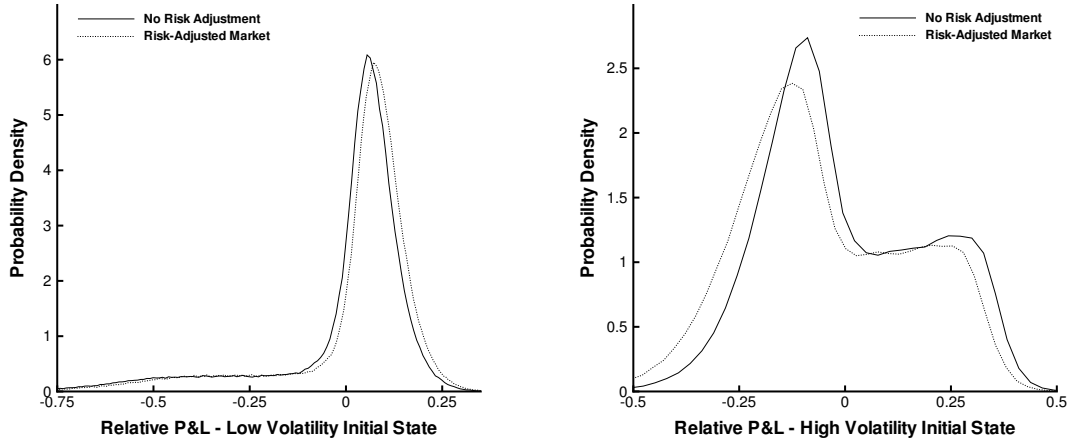 No Risk Adjustment
Risk-Adjusted Market
Probability Density
6
5
4
3
2
1
0
-0.75
-0.5
-0.25
0
0.25
Relative P&L - Low Volatility Initial State
No Risk Adjustment
Risk-Adjusted Market
Probability Density
2.5
2
1.5
1
0.5
0
-0.5
-0.25
0
0.25
0.5
Relative P&L - High Volatility Initial State